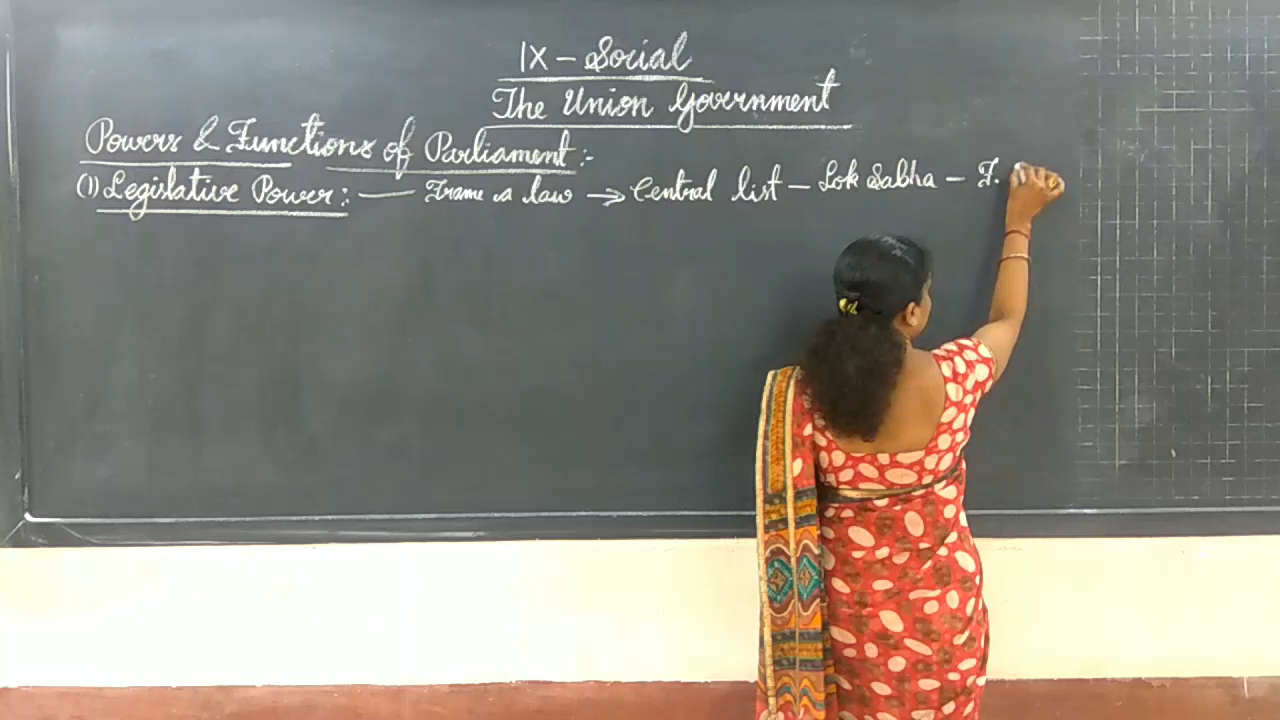 IX - Social
The Union Government
Powers & Functions of Parliament :-
(1) Legislative Power : — Frame a law → Central list - Lok Sabha - F.